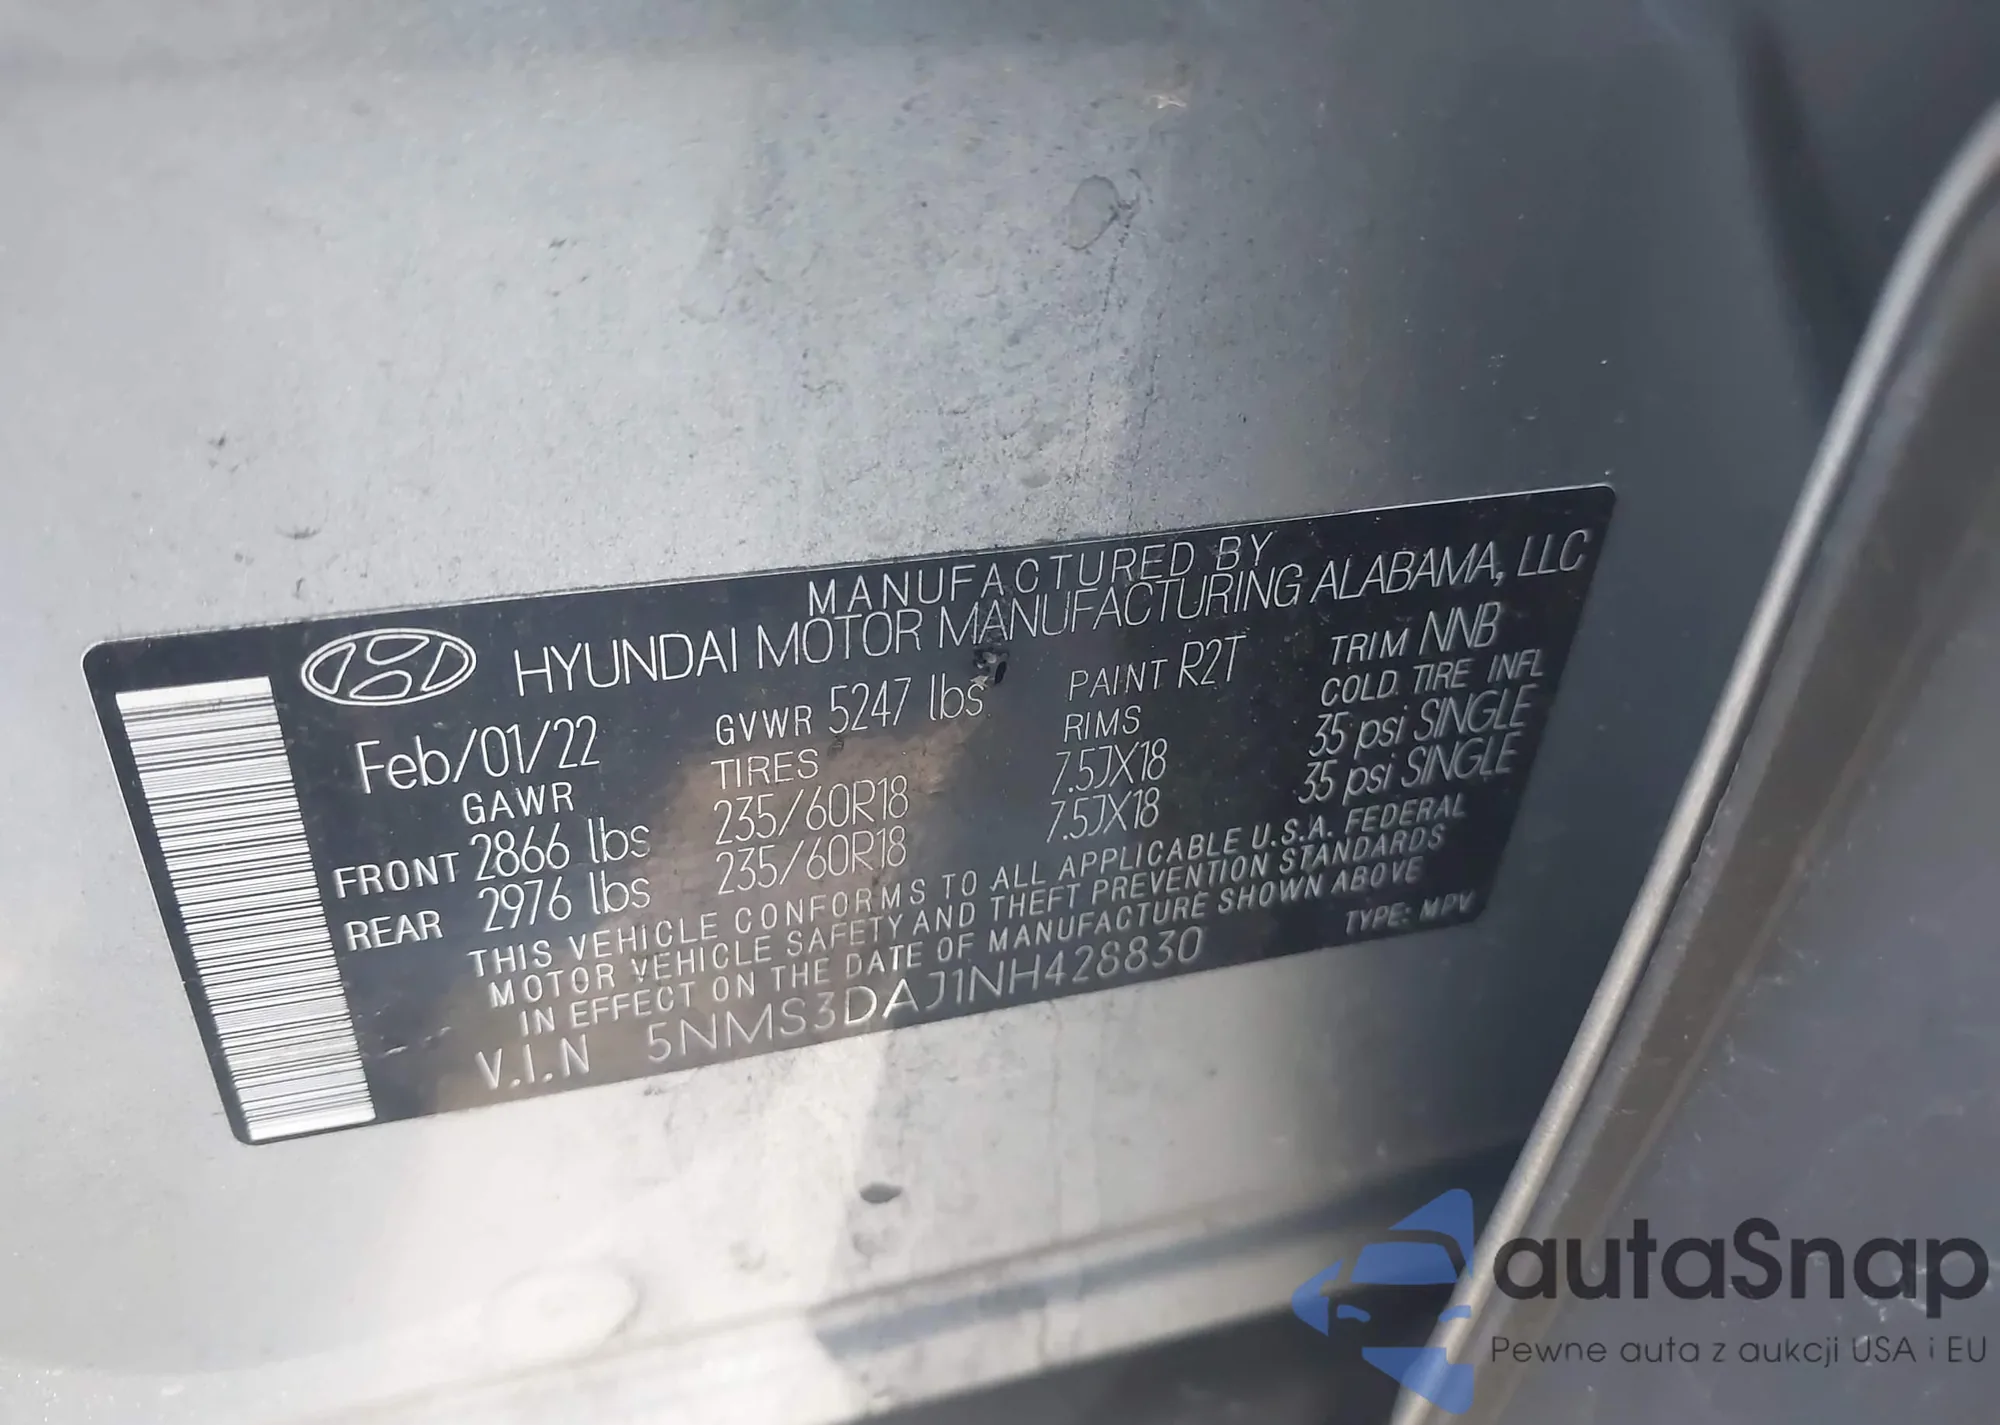 MANUFACTURED BY
HYUNDAI MOTOR MANUFACTURING ALABAMA, LLC
Feb/01/22 GVWR 5247 lbs PAINT R2T TRIM NNB
GAWR TIRES RIMS COLD TIRE INFL
FRONT 2866 lbs 235/60R18 7.5JX18 35 psi SINGLE
REAR 2976 lbs 235/60R18 7.5JX18 35 psi SINGLE
THIS VEHICLE CONFORMS TO ALL APPLICABLE U.S.A. FEDERAL
MOTOR VEHICLE SAFETY AND THEFT PREVENTION STANDARDS
IN EFFECT ON THE DATE OF MANUFACTURE SHOWN ABOVE
V.I.N 5NMS3DAJ1NH428830 TYPE: MPV
autaSnap
Pewne auta z aukcji USA i EU